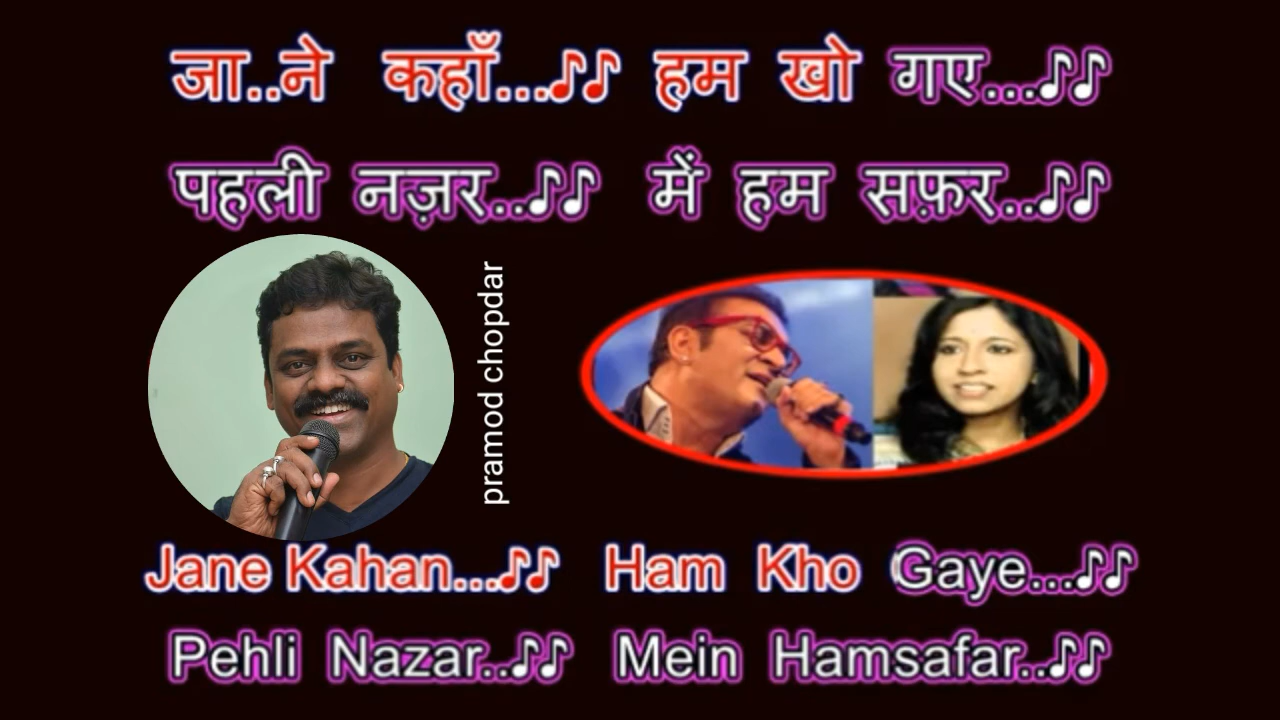 जा..ने कहाँ...♪♪ हम खो गए...♪♪
पहली नज़र..♪♪ में हम सफ़र..♪♪
pramod chopdar
Jane Kahan...♪♪ Ham Kho Gaye...♪♪
Pehli Nazar..♪♪ Mein Hamsafar..♪♪